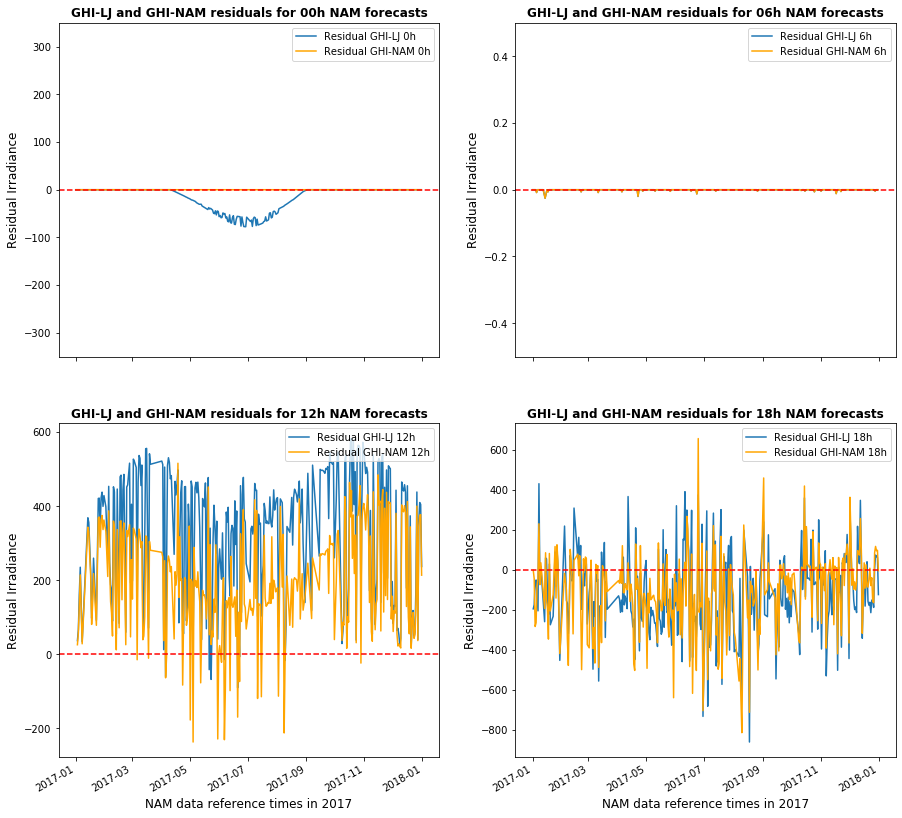 GHI-LJ and GHI-NAM residuals for 00h NAM forecasts
Residual GHI-LJ 0h
Residual GHI-NAM 0h
300
200
100
0
−100
−200
−300
Residual Irradiance
GHI-LJ and GHI-NAM residuals for 06h NAM forecasts
Residual GHI-LJ 6h
Residual GHI-NAM 6h
0.4
0.2
0.0
−0.2
−0.4
Residual Irradiance
GHI-LJ and GHI-NAM residuals for 12h NAM forecasts
Residual GHI-LJ 12h
Residual GHI-NAM 12h
600
400
200
0
−200
Residual Irradiance
2017-01
2017-03
2017-05
2017-07
2017-09
2017-11
2018-01
NAM data reference times in 2017
GHI-LJ and GHI-NAM residuals for 18h NAM forecasts
Residual GHI-LJ 18h
Residual GHI-NAM 18h
600
400
200
0
−200
−400
−600
−800
Residual Irradiance
2017-01
2017-03
2017-05
2017-07
2017-09
2017-11
2018-01
NAM data reference times in 2017